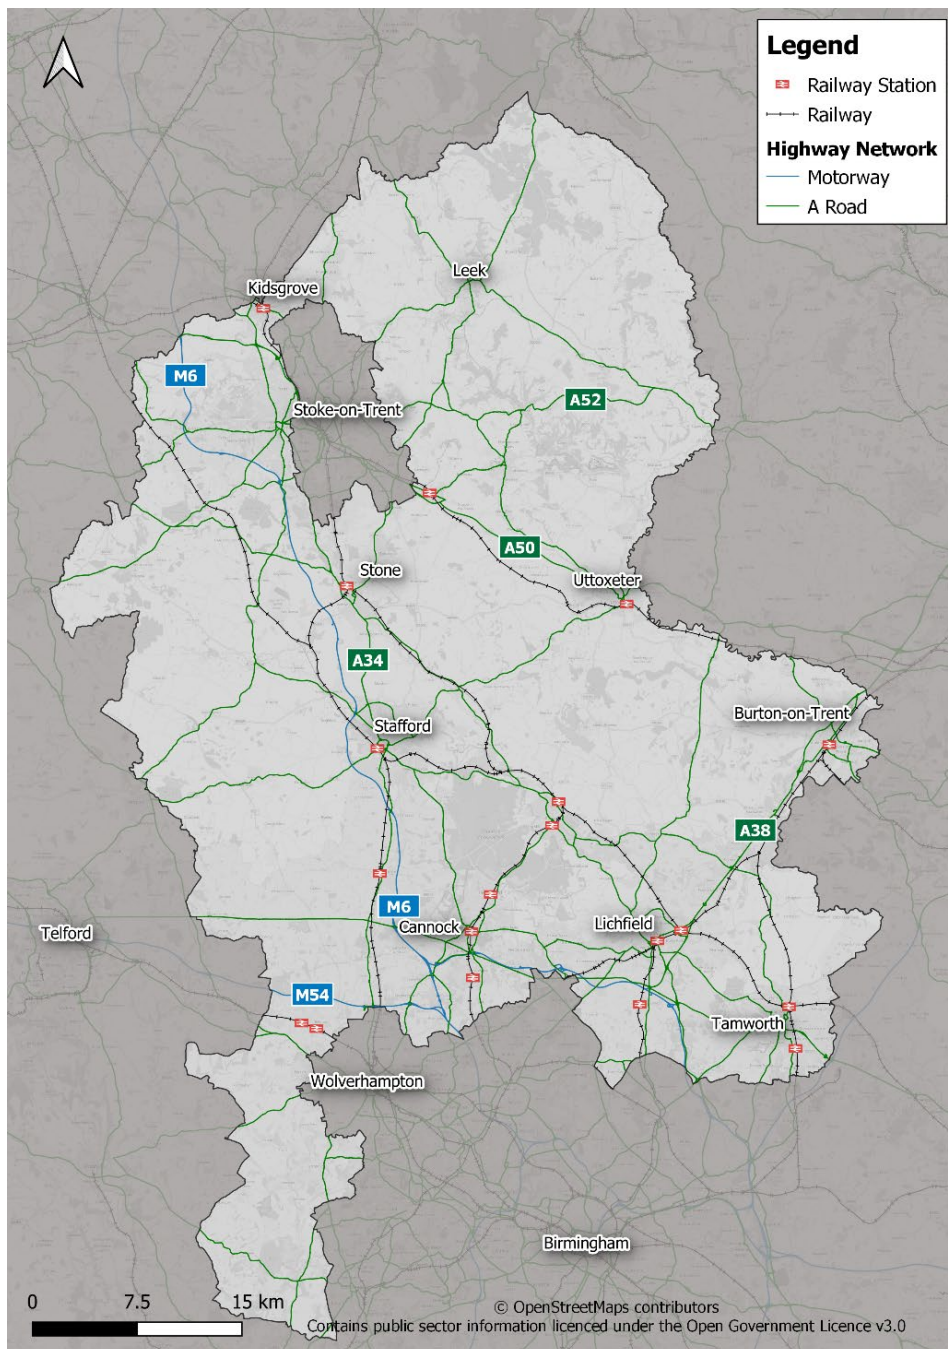 Legend
Railway Station
Railway
Highway Network
Motorway
A Road
Leek
Kidsgrove
M6
A52
Stoke-on-Trent
A50
Stone
Uttoxeter
A34
Burton-on-Trent
Stafford
A38
M6
Cannock
Lichfield
Telford
M54
Tamworth
Wolverhampton
Birmingham
0 7.5 15 km
© OpenStreetMaps contributors
Contains public sector information licenced under the Open Government Licence v3.0